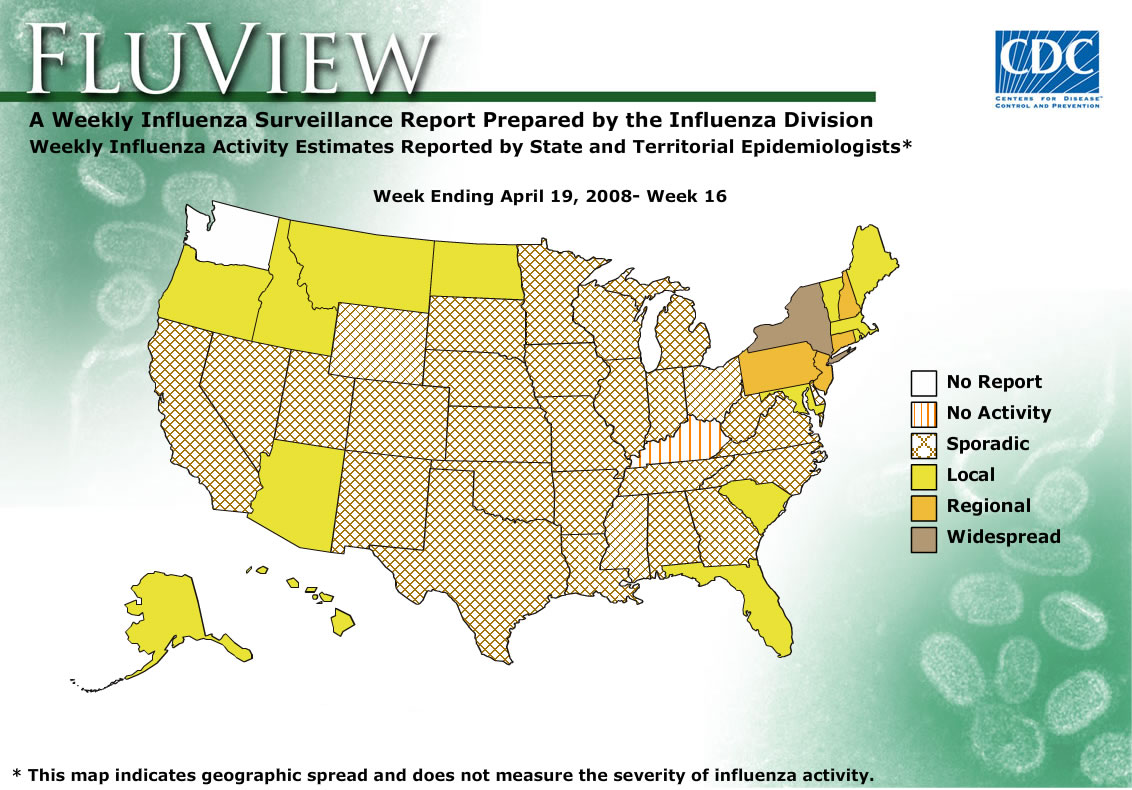 FLUVIEW
CDC
CENTERS FOR DISEASE™
CONTROL AND PREVENTION
A Weekly Influenza Surveillance Report Prepared by the Influenza Division
Weekly Influenza Activity Estimates Reported by State and Territorial Epidemiologists*
Week Ending April 19, 2008- Week 16
No Report
No Activity
Sporadic
Local
Regional
Widespread
* This map indicates geographic spread and does not measure the severity of influenza activity.